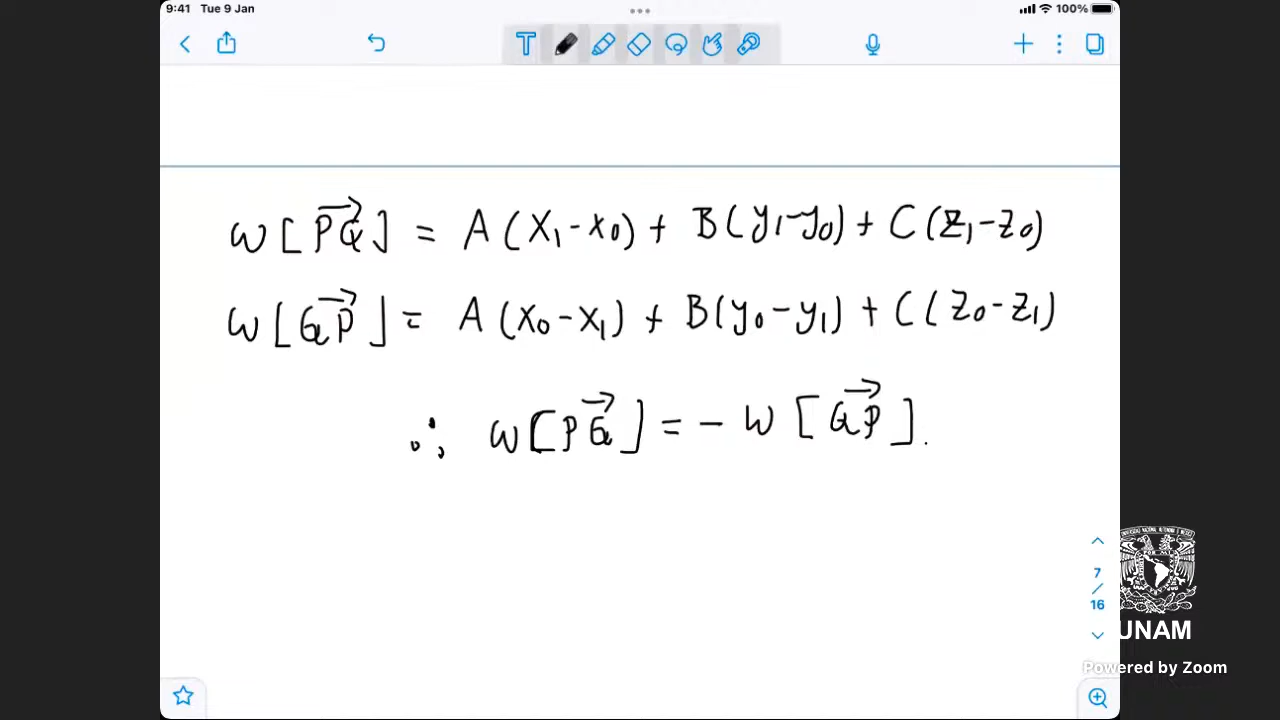 9:41 Tue 9 Jan
100%
T
ω[PQ⃗] = A(x₁-x₀) + B(y₁-y₀) + C(z₁-z₀)
ω[QP⃗] = A(x₀-x₁) + B(y₀-y₁) + C(z₀-z₁)
∴ ω[PQ⃗] = - ω[QP⃗].
7
/
16
UNAM
Powered by Zoom